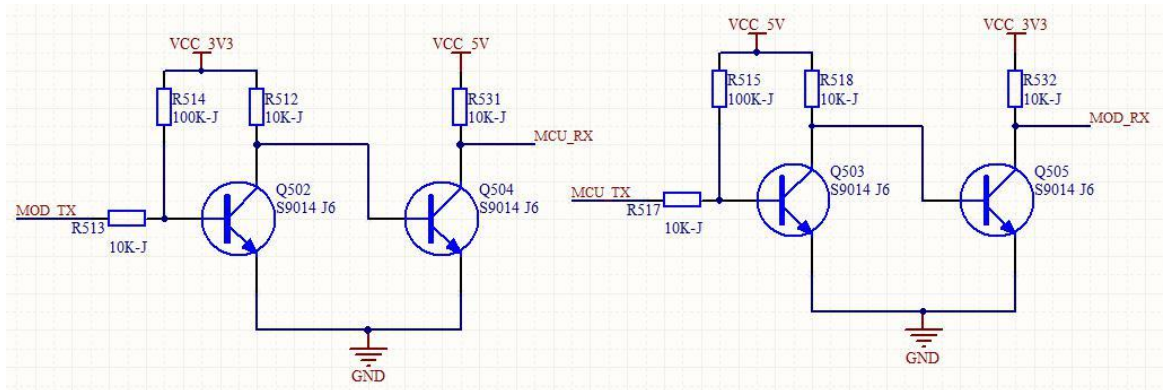 VCC_3V3
R514
100K-J
R512
10K-J
MOD_TX
R513
10K-J
Q502
S9014 J6
VCC_5V
R531
10K-J
MCU_RX
Q504
S9014 J6
GND
VCC_5V
R515
100K-J
R518
10K-J
MCU_TX
R517
10K-J
Q503
S9014 J6
VCC_3V3
R532
10K-J
MOD_RX
Q505
S9014 J6
GND